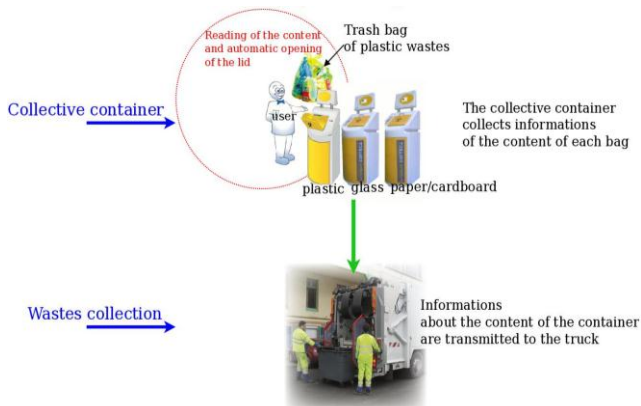 Reading of the content
and automatic opening
of the lid
Trash bag
of plastic wastes
Collective container
user
The collective container
collects informations
of the content of each bag
plastic glass paper/cardboard
Wastes collection
Informations
about the content of the container
are transmitted to the truck